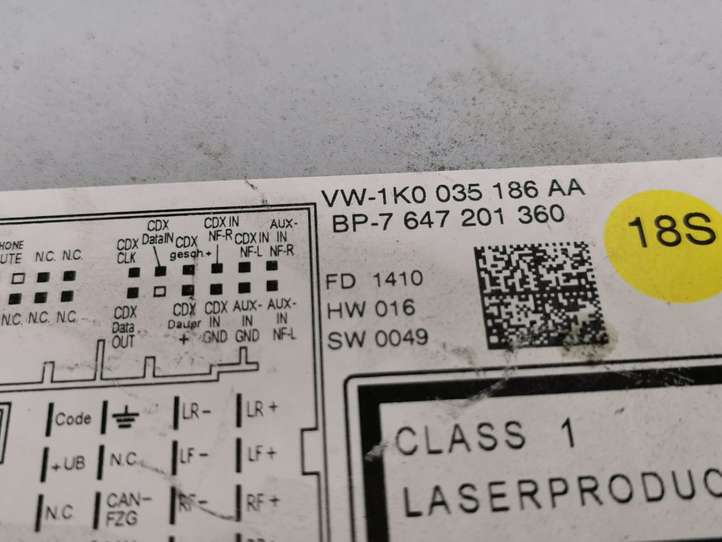 VW-1K0 035 186 AA
BP-7 647 201 360
18S
FD 1410
HW 016
SW 0049
CDX CLK
CDX DataIN
CDX gesch+
CDX IN NF-R
CDX IN NF-L
AUX-IN NF-R
N.C. N.C.
N.C. N.C. N.C.
CDX Data OUT
CDX Dauer +
CDX IN GND
AUX-IN GND
AUX-IN NF-L
Code LR- LR+
+UB N.C. LF- LF+
N.C CAN-FZG RF- RF+
CLASS 1